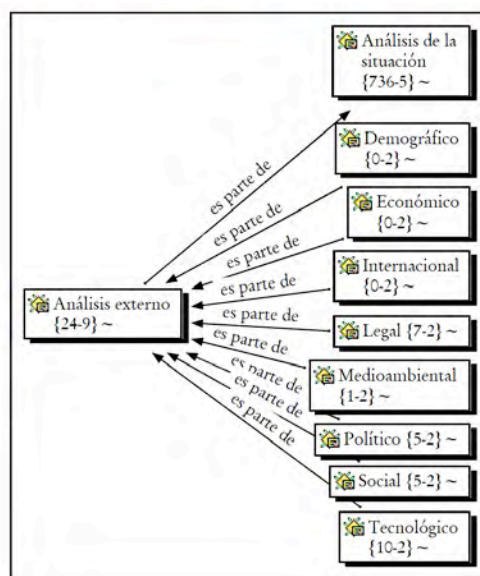 Análisis de la
situación
{736-5} ~
es parte de
Demográfico
{0-2} ~
es parte de
Económico
{0-2} ~
es parte de
Internacional
{0-2} ~
es parte de
Análisis externo
{24-9} ~
es parte de
Legal {7-2} ~
es parte de
Medioambiental
{1-2} ~
es parte de
Político {5-2} ~
es parte de
Social {5-2} ~
es parte de
Tecnológico
{10-2} ~